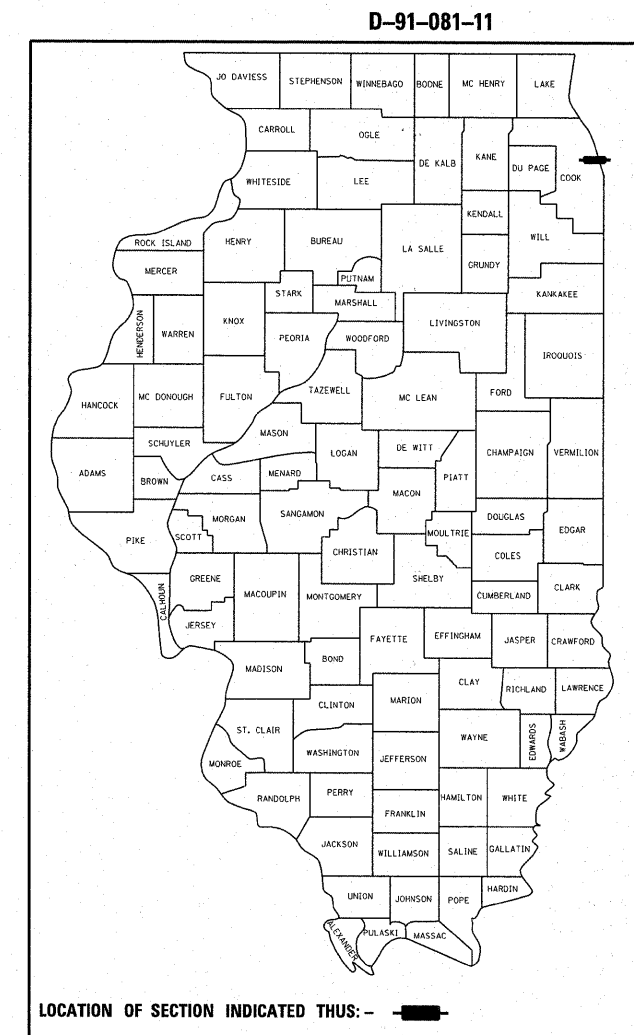 D-91-081-11
JO DAVIESS
STEPHENSON
WINNEBAGO
BOONE
MC HENRY
LAKE
CARROLL
OGLE
DE KALB
KANE
DU PAGE
COOK
WHITESIDE
LEE
KENDALL
ROCK ISLAND
HENRY
BUREAU
LA SALLE
WILL
MERCER
PUTNAM
GRUNDY
STARK
MARSHALL
KANKAKEE
HENDERSON
WARREN
KNOX
PEORIA
WOODFORD
LIVINGSTON
IROQUOIS
HANCOCK
MC DONOUGH
FULTON
TAZEWELL
MC LEAN
FORD
MASON
SCHUYLER
LOGAN
DE WITT
CHAMPAIGN
VERMILION
ADAMS
BROWN
CASS
MENARD
PIATT
MACON
MORGAN
SANGAMON
DOUGLAS
PIKE
SCOTT
CHRISTIAN
MOULTRIE
EDGAR
COLES
SHELBY
CALHOUN
GREENE
MACOUPIN
MONTGOMERY
CUMBERLAND
CLARK
JERSEY
FAYETTE
EFFINGHAM
JASPER
CRAWFORD
MADISON
BOND
CLAY
RICHLAND
LAWRENCE
CLINTON
MARION
ST. CLAIR
WAYNE
EDWARDS
WABASH
WASHINGTON
JEFFERSON
MONROE
RANDOLPH
PERRY
HAMILTON
WHITE
FRANKLIN
JACKSON
WILLIAMSON
SALINE
GALLATIN
UNION
JOHNSON
POPE
HARDIN
ALEXANDER
PULASKI
MASSAC
LOCATION OF SECTION INDICATED THUS: -